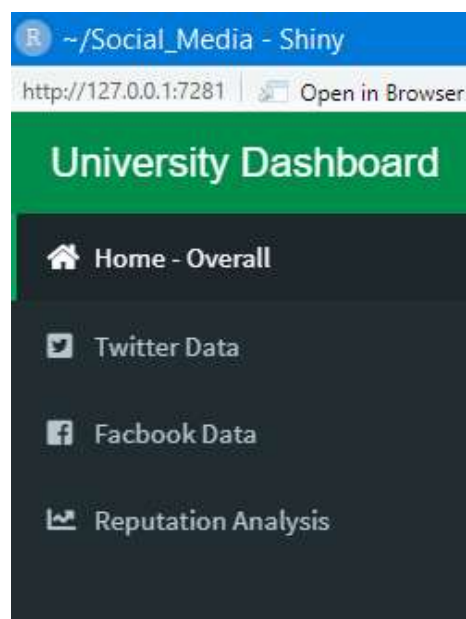 R ~/Social_Media - Shiny
http://127.0.0.1:7281 Open in Browser
University Dashboard
Home - Overall
Twitter Data
Facbook Data
Reputation Analysis